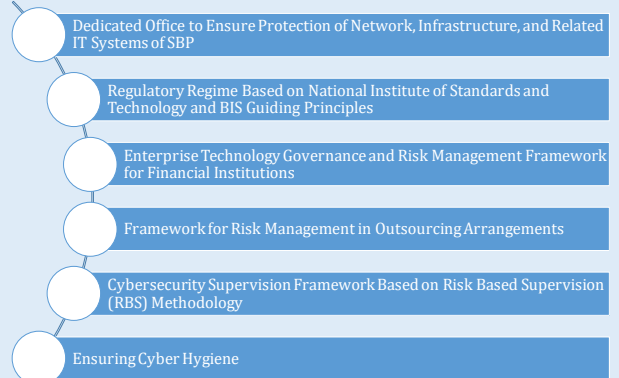 Dedicated Office to Ensure Protection of Network, Infrastructure, and Related
IT Systems of SBP
Regulatory Regime Based on National Institute of Standards and
Technology and BIS Guiding Principles
Enterprise Technology Governance and Risk Management Framework
for Financial Institutions
Framework for Risk Management in Outsourcing Arrangements
Cybersecurity Supervision Framework Based on Risk Based Supervision
(RBS) Methodology
Ensuring Cyber Hygiene